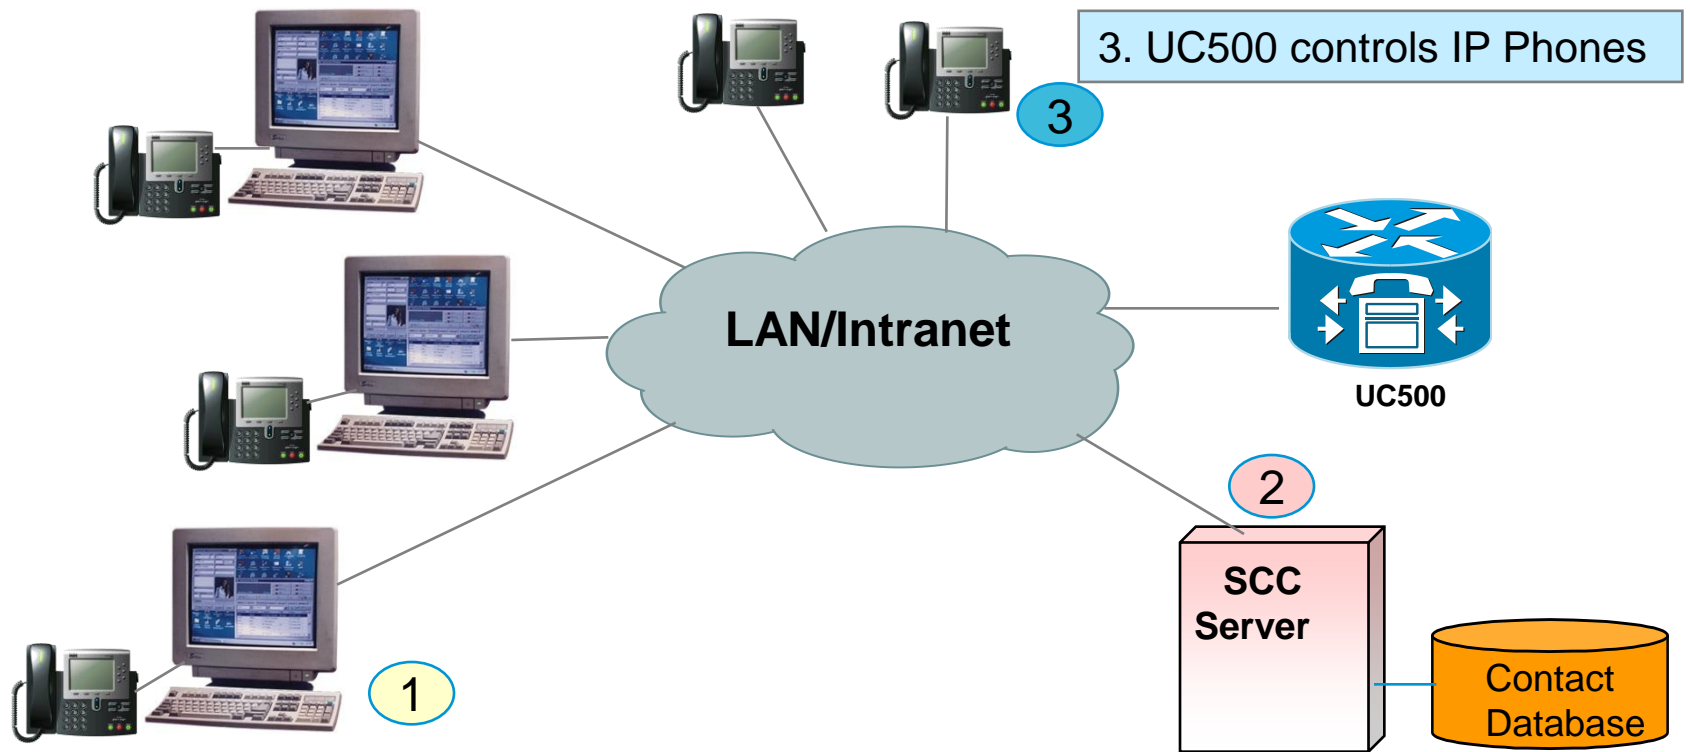 3. UC500 controls IP Phones
3
LAN/Intranet
UC500
2
SCC
Server
1
Contact
Database